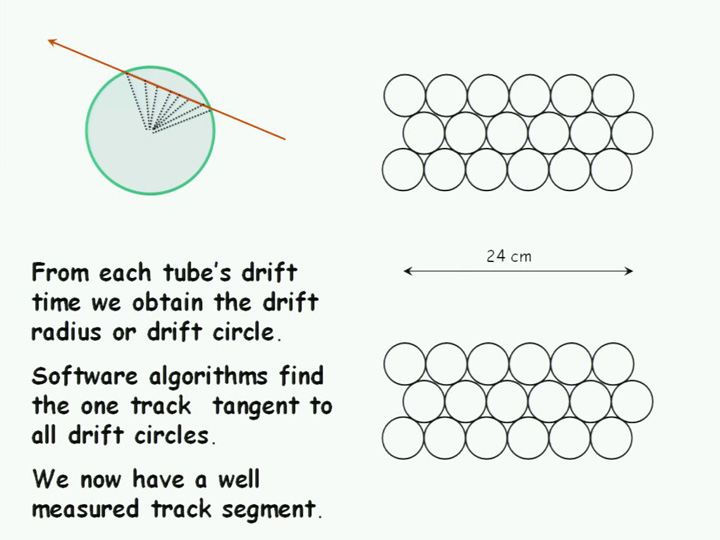 24 cm
From each tube's drift
time we obtain the drift
radius or drift circle.
Software algorithms find
the one track tangent to
all drift circles.
We now have a well
measured track segment.